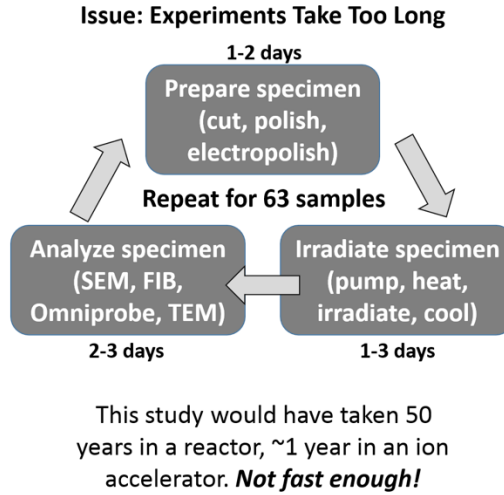 Issue: Experiments Take Too Long
1-2 days
Prepare specimen
(cut, polish,
electropolish)
Repeat for 63 samples
Analyze specimen
(SEM, FIB,
Omniprobe, TEM)
2-3 days
Irradiate specimen
(pump, heat,
irradiate, cool)
1-3 days
This study would have taken 50
years in a reactor, ~1 year in an ion
accelerator. Not fast enough!